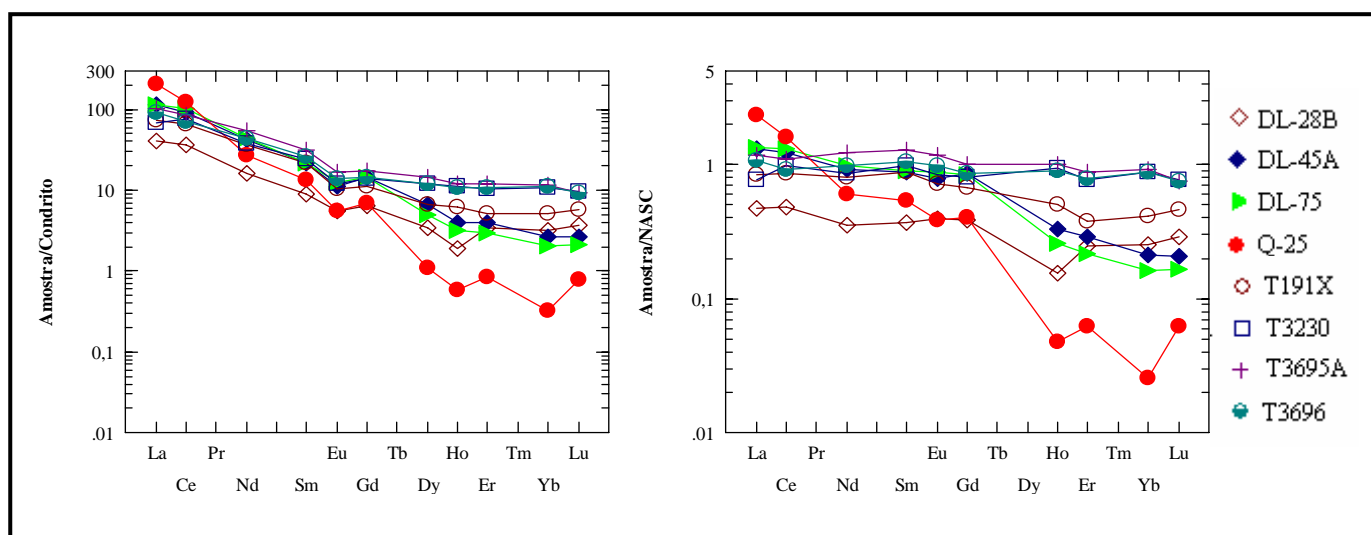 300
100
10
1
0,1
.01
Amostra/Condrito
La Pr Eu Tb Ho Tm Lu
Ce Nd Sm Gd Dy Er Yb
5
1
0,1
.01
Amostra/NASC
La Pr Eu Tb Ho Tm Lu
Ce Nd Sm Gd Dy Er Yb
DL-28B
DL-45A
DL-75
Q-25
T191X
T3230
T3695A
T3696